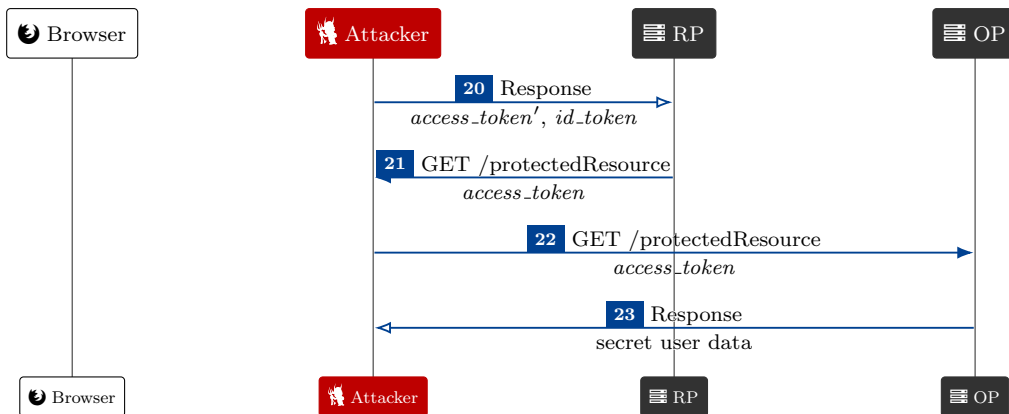 Browser
Attacker
RP
OP
20 Response
access_token′, id_token
21 GET /protectedResource
access_token
22 GET /protectedResource
access_token
23 Response
secret user data
Browser
Attacker
RP
OP